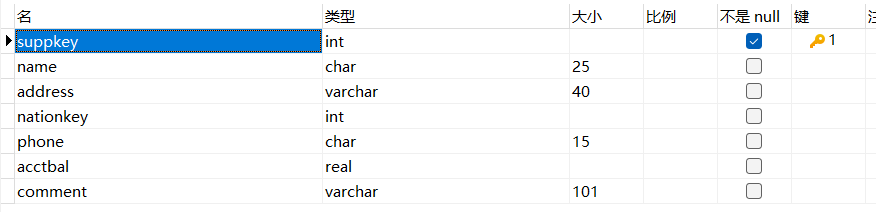 名 类型 大小 比例 不是 null 键
suppkey int 1
name char 25
address varchar 40
nationkey int
phone char 15
acctbal real
comment varchar 101